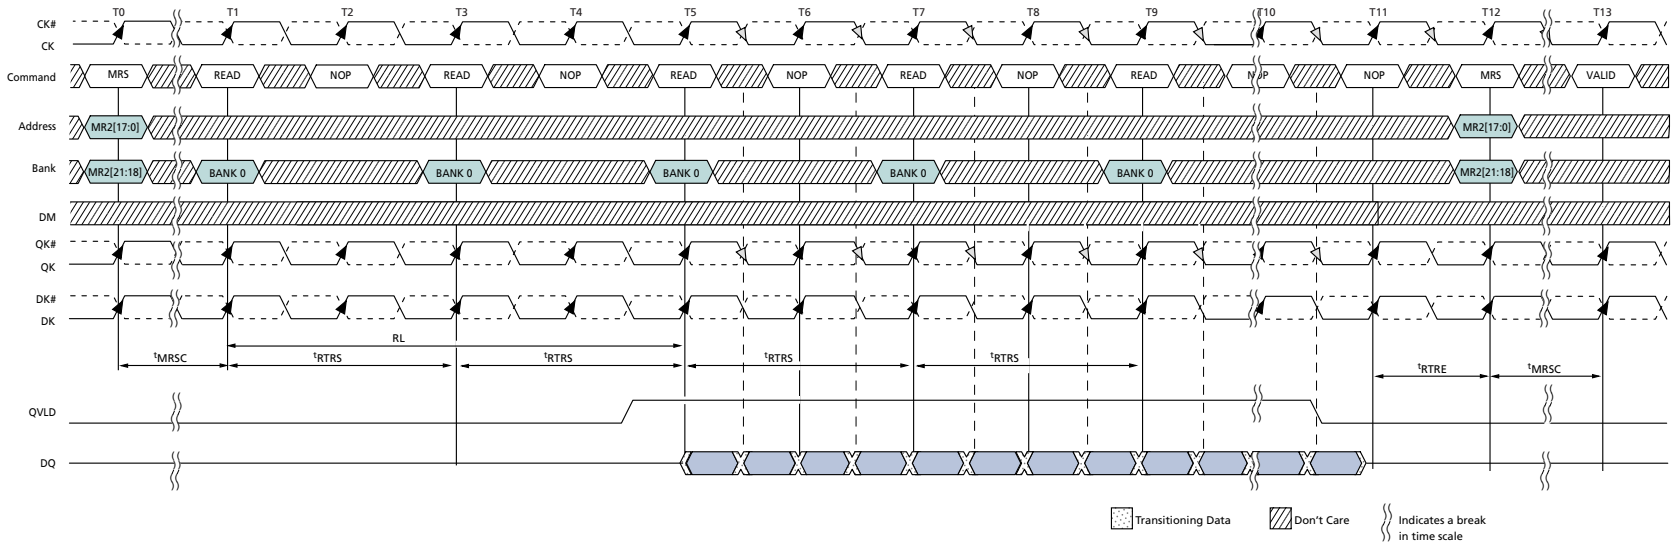 T0 T1 T2 T3 T4 T5 T6 T7 T8 T9 T10 T11 T12 T13
CK#
CK
Command MRS READ NOP READ NOP READ NOP READ NOP READ NOP NOP MRS VALID
Address MR2[17:0] MR2[17:0]
Bank MR2[21:18] BANK 0 BANK 0 BANK 0 BANK 0 BANK 0 MR2[21:18]
DM
QK#
QK
DK#
DK
RL
tMRSC tRTRS tRTRS tRTRS tRTRS
tRTRE tMRSC
QVLD
DQ
Transitioning Data Don't Care Indicates a break
in time scale